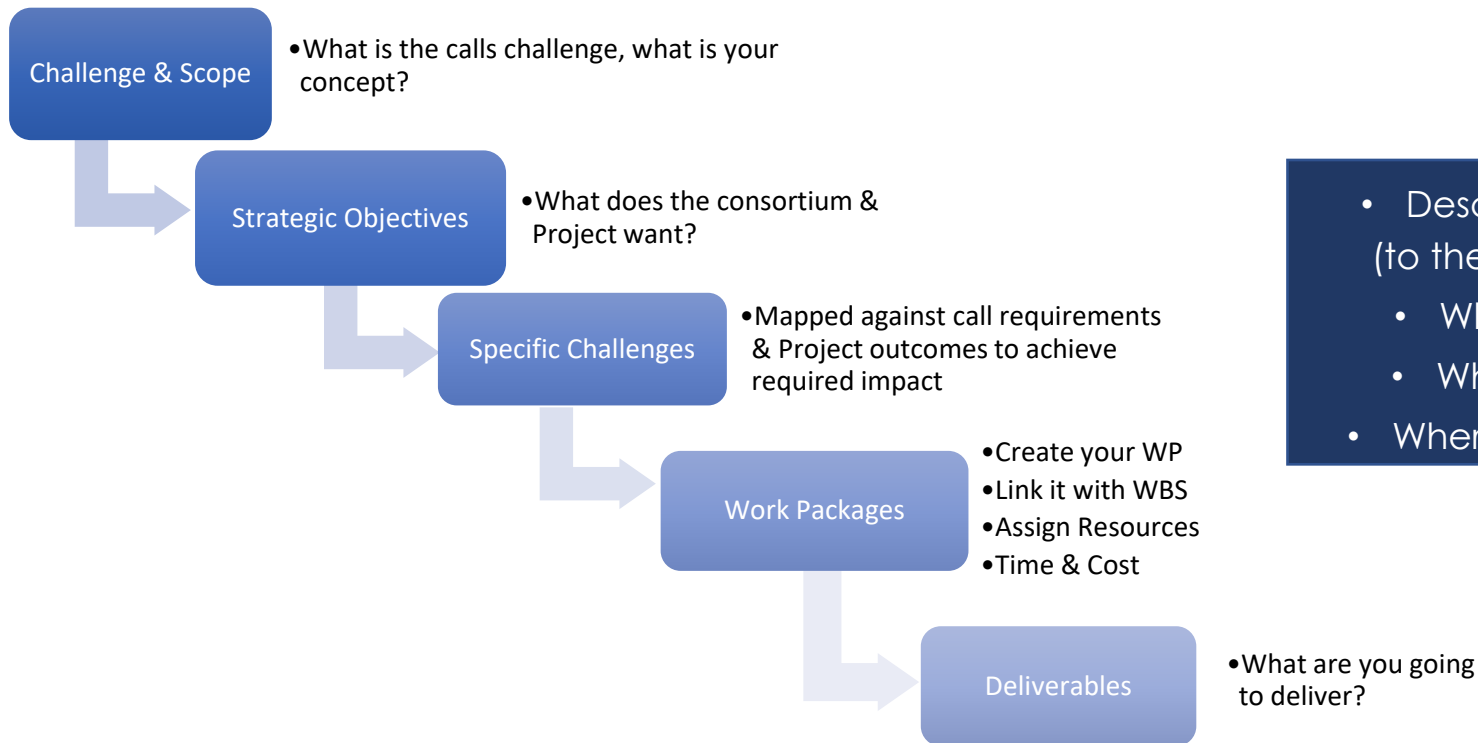 Challenge & Scope
•What is the calls challenge, what is your
concept?
Strategic Objectives
•What does the consortium &
Project want?
Specific Challenges
•Mapped against call requirements
& Project outcomes to achieve
required impact
Work Packages
•Create your WP
•Link it with WBS
•Assign Resources
•Time & Cost
Deliverables
•What are you going
to deliver?
•
(to the
•
•
•